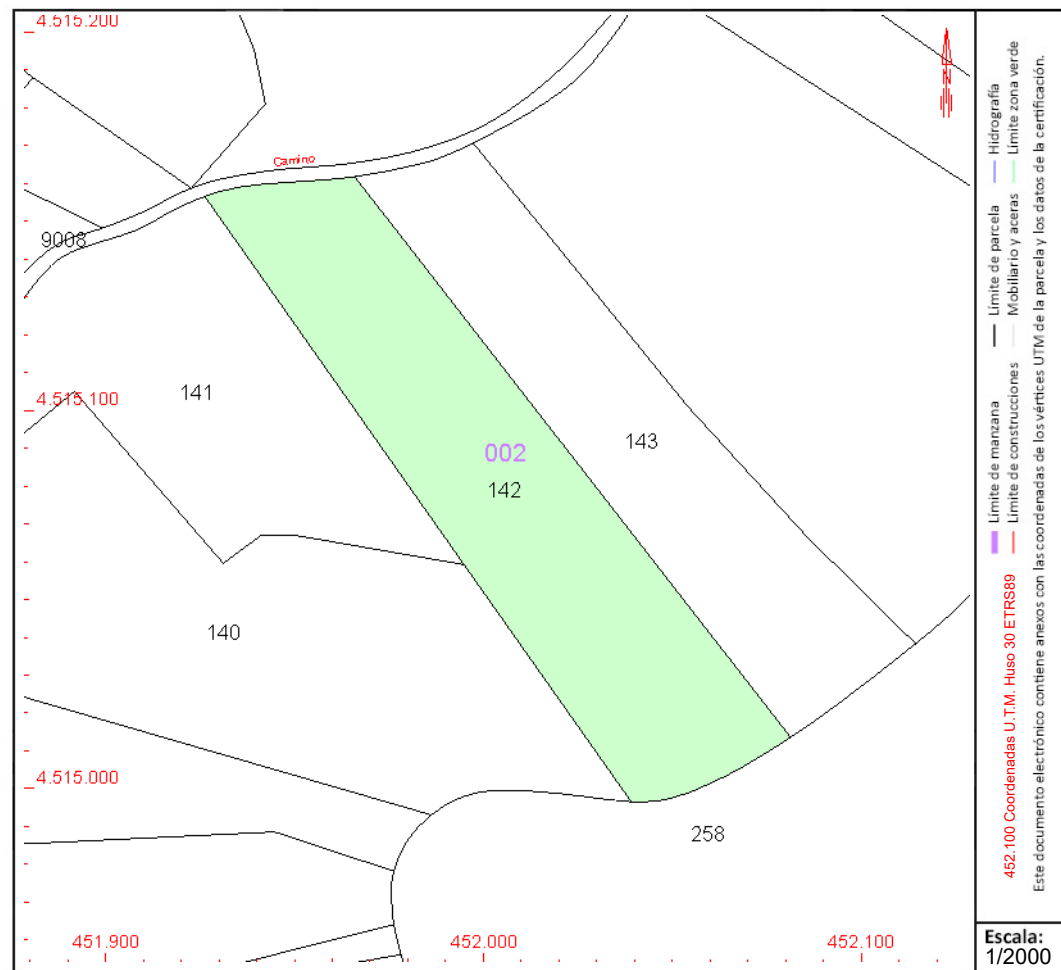 4.515.200
Camino
9008
141
4.515.100
143
002
142
140
4.515.000
258
451.900
452.000
452.100
452.100 Coordenadas U.T.M. Huso 30 ETRS89
Límite de manzana
Límite de parcela
Hidrografía
Límite de construcciones
Mobiliario y aceras
Límite zona verde
Este documento electrónico contiene anexos con las coordenadas de los vértices UTM de la parcela y los datos de la certificación.
Escala:
1/2000